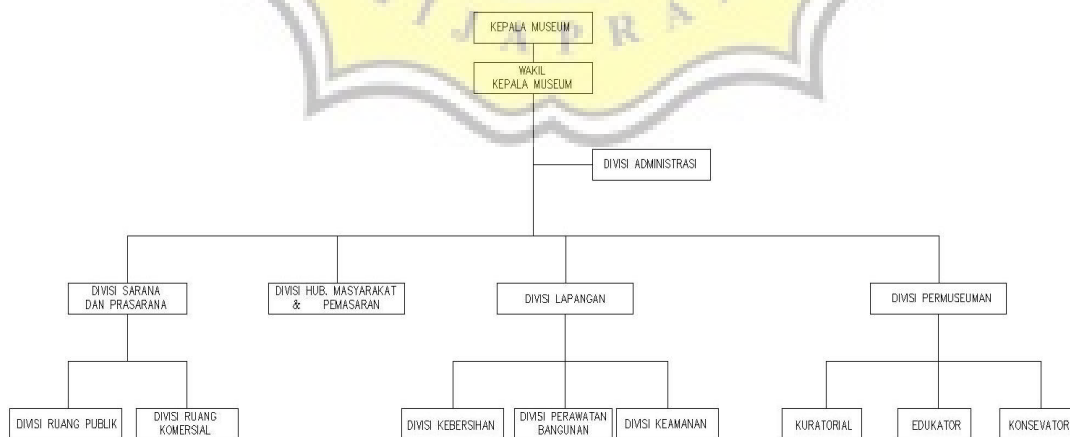 IJAPRA
KEPALA MUSEUM
WAKIL
KEPALA MUSEUM
DIVISI ADMINISTRASI
DIVISI SARANA
DAN PRASARANA
DIVISI HUB. MASYARAKAT
& PEMASARAN
DIVISI LAPANGAN
DIVISI PERMUSEUMAN
DIVISI RUANG PUBLIK
DIVISI RUANG
KOMERSIAL
DIVISI KEBERSIHAN
DIVISI PERAWATAN
BANGUNAN
DIVISI KEAMANAN
KURATORIAL
EDUKATOR
KONSEVATOR